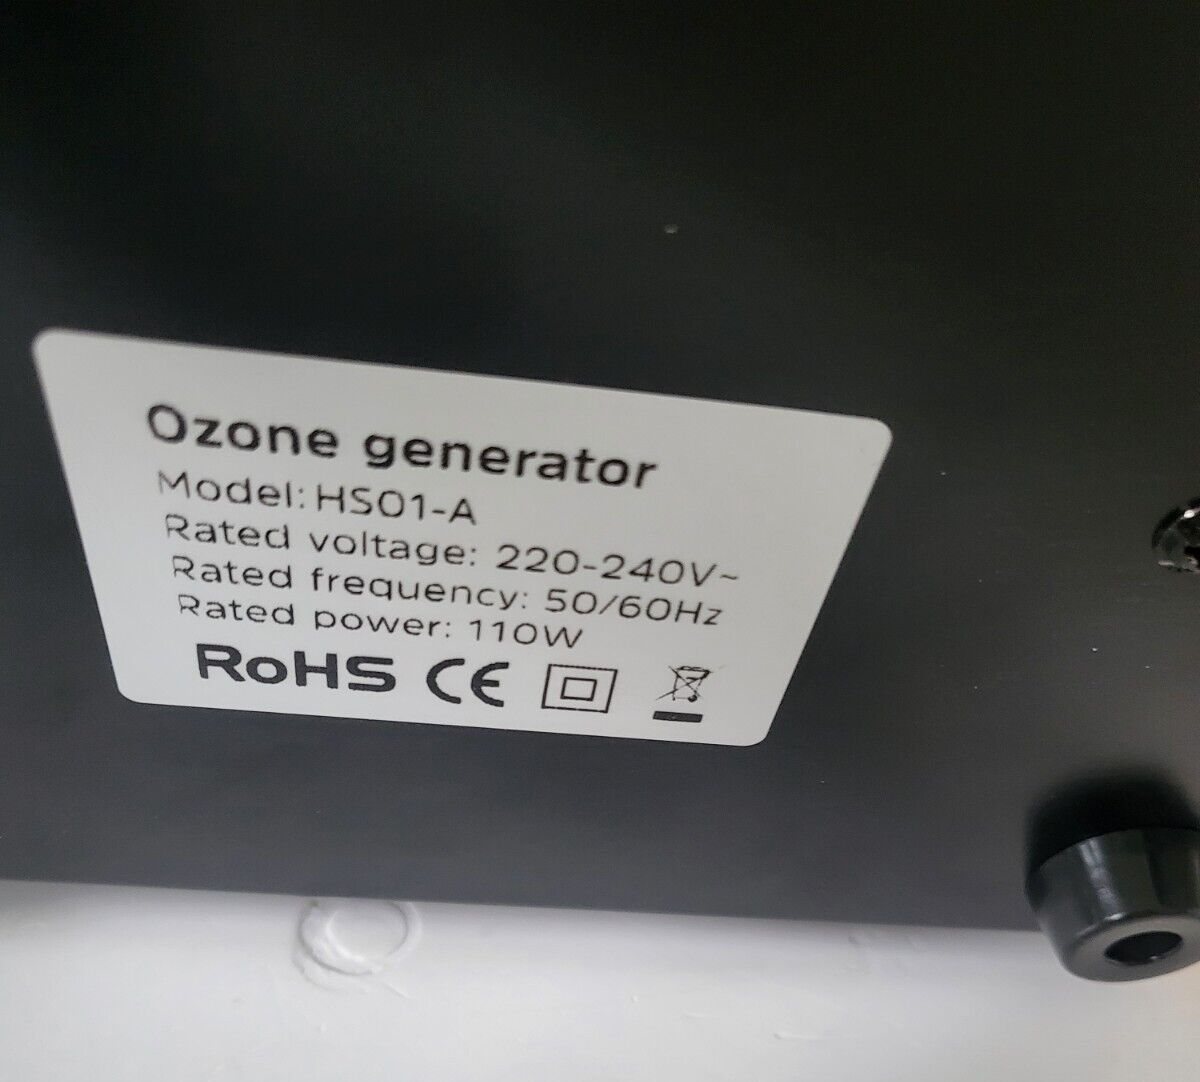 Ozone generator
Model: HS01-A
Rated voltage: 220-240V~
Rated frequency: 50/60Hz
Rated power: 110W
RoHS CE